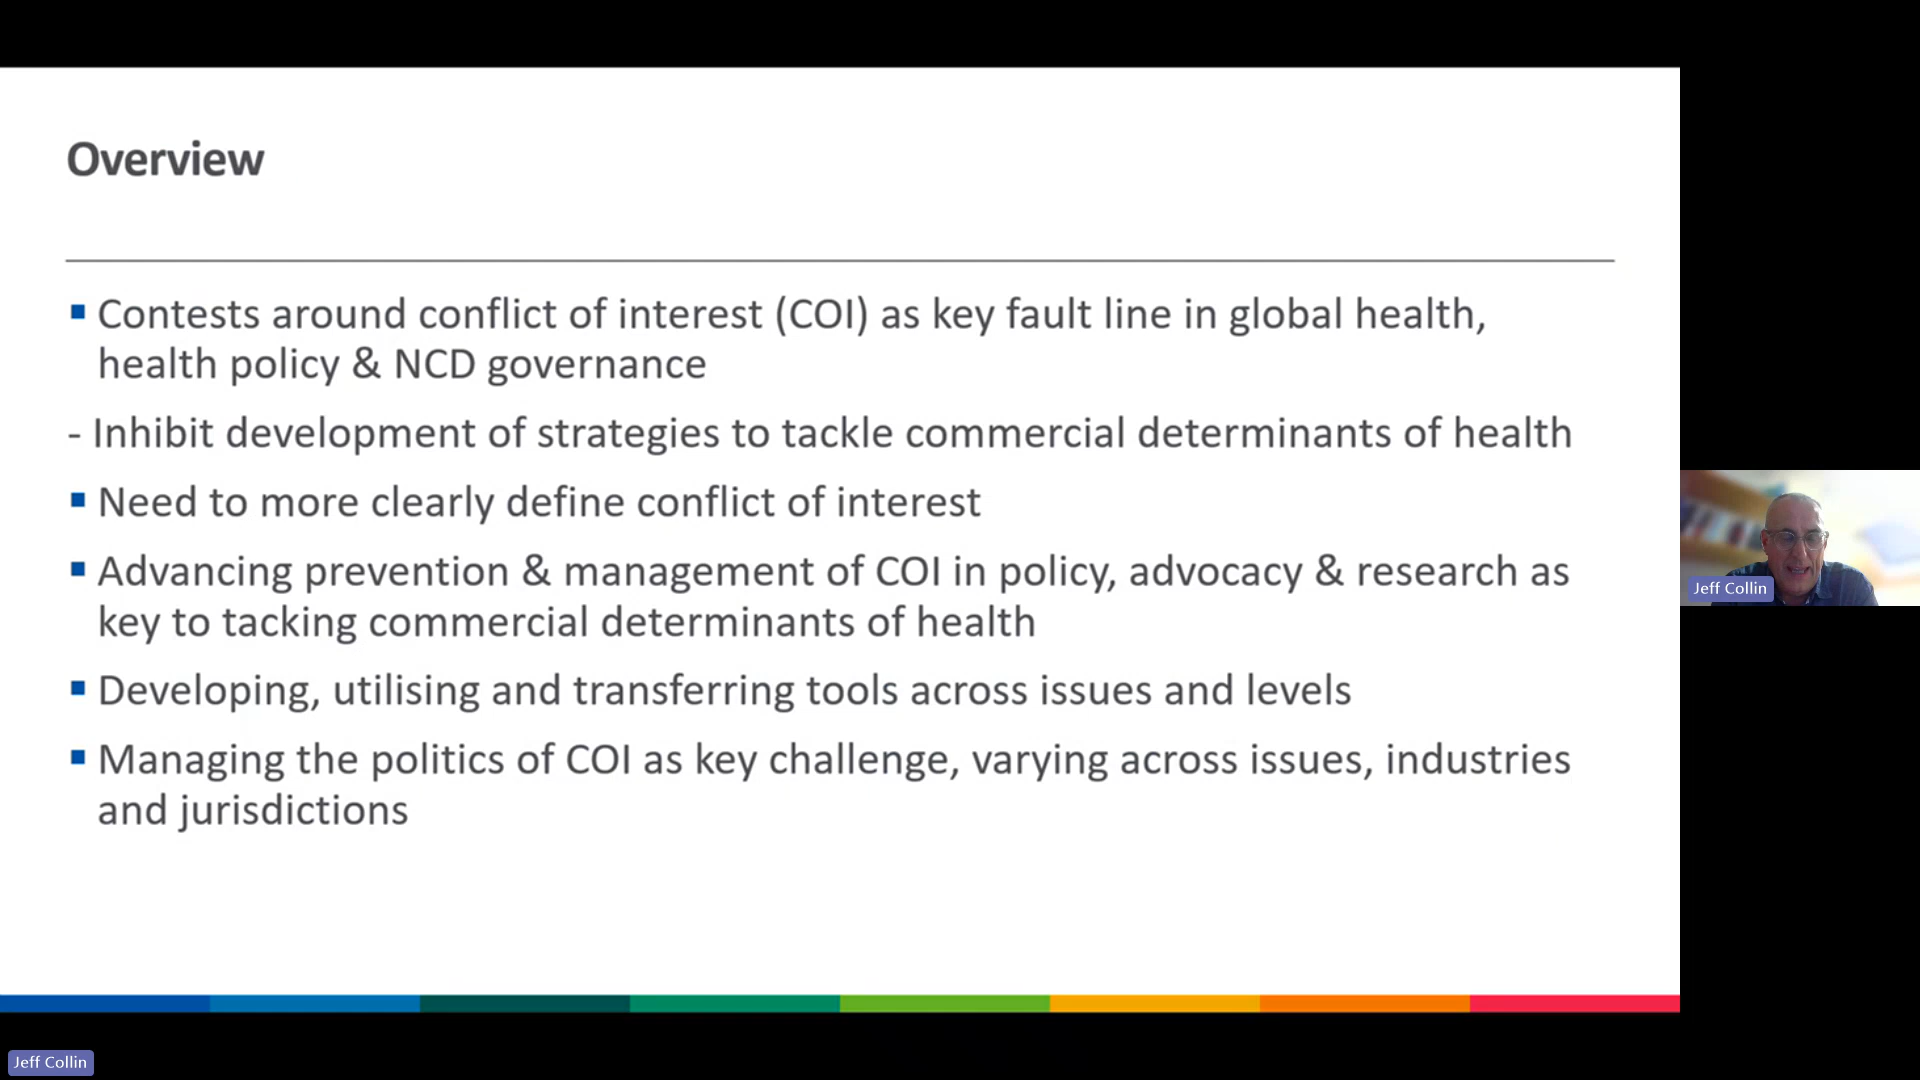 Overview
▪ Contests around conflict of interest (COI) as key fault line in global health,
health policy & NCD governance
- Inhibit development of strategies to tackle commercial determinants of health
▪ Need to more clearly define conflict of interest
▪ Advancing prevention & management of COI in policy, advocacy & research as
key to tacking commercial determinants of health
▪ Developing, utilising and transferring tools across issues and levels
▪ Managing the politics of COI as key challenge, varying across issues, industries
and jurisdictions
Jeff Collin
Jeff Collin